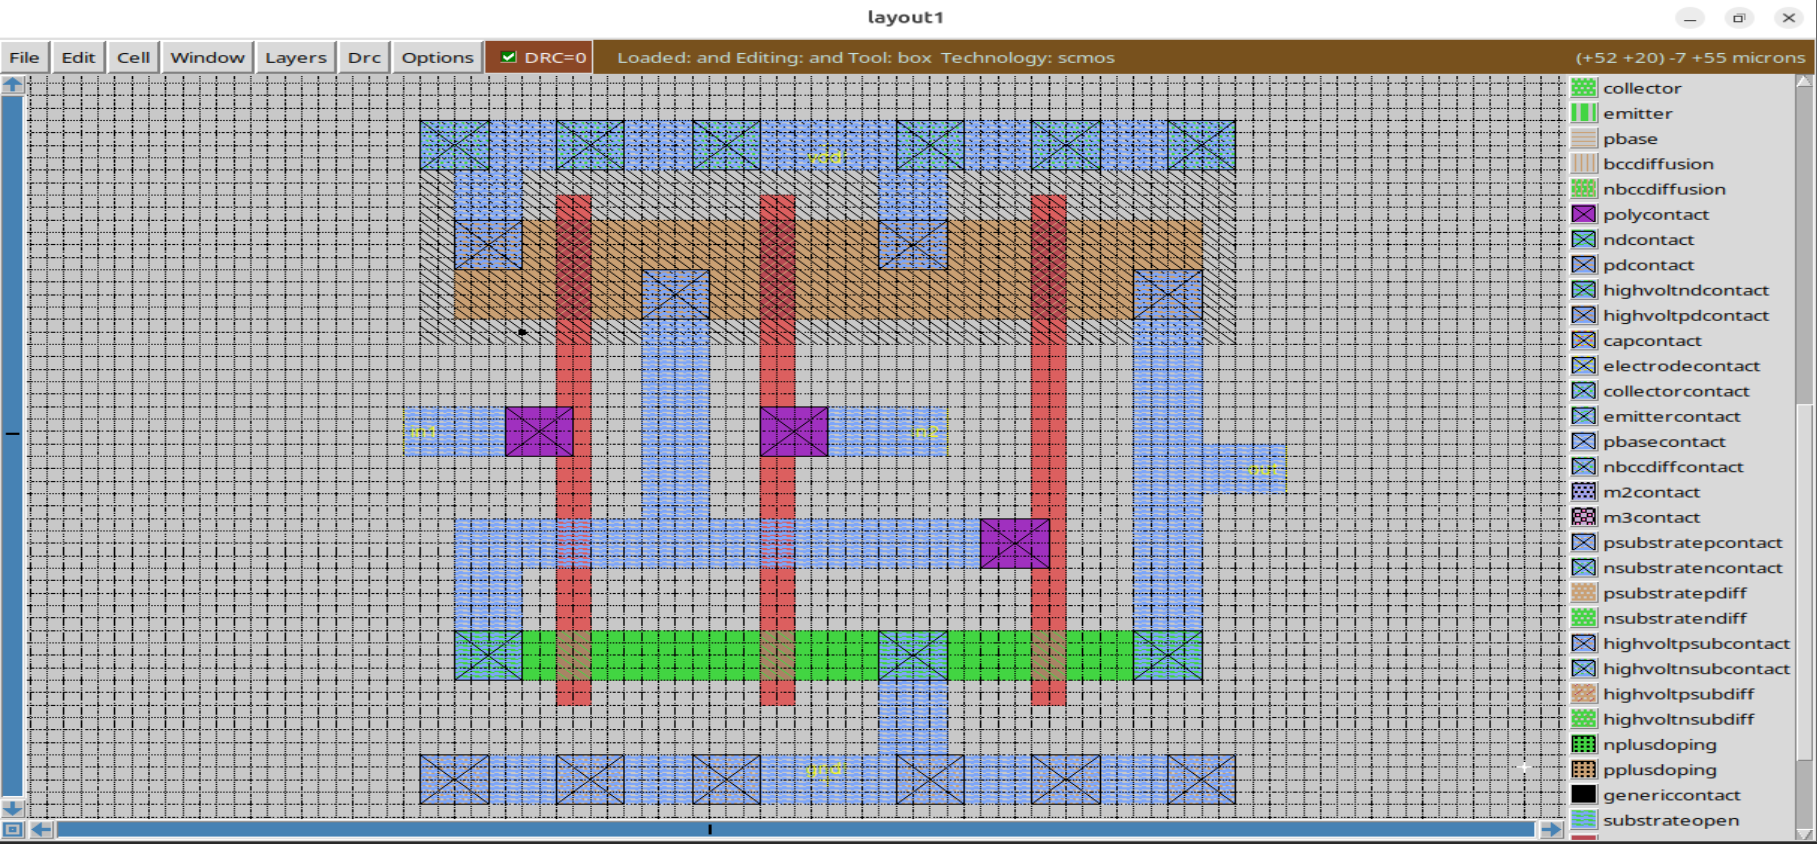 layout1
File Edit Cell Window Layers Drc Options DRC=0 Loaded: and Editing: and Tool: box Technology: scmos (+52 +20) -7 +55 microns
collector
emitter
pbase
bccdiffusion
nbccdiffusion
polycontact
ndcontact
pdcontact
highvoltndcontact
highvoltpdcontact
capcontact
electrodecontact
collectorcontact
emittercontact
pbasecontact
nbccdiffcontact
m2contact
m3contact
psubstratepcontact
nsubstratencontact
psubstratepdiff
nsubstratendiff
highvoltpsubcontact
highvoltnsubcontact
highvoltpsubdiff
highvoltnsubdiff
nplusdoping
pplusdoping
genericcontact
substrateopen
vdd!
in1
in2
out
gnd!